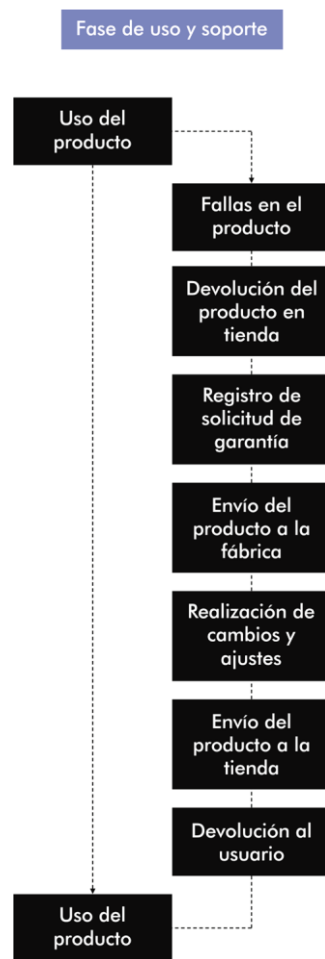 Fase de uso y soporte
Uso del
producto
Fallas en el
producto
Devolución del
producto en
tienda
Registro de
solicitud de
garantía
Envío del
producto a la
fábrica
Realización de
cambios y
ajustes
Envío del
producto a la
tienda
Devolución al
usuario
Uso del
producto